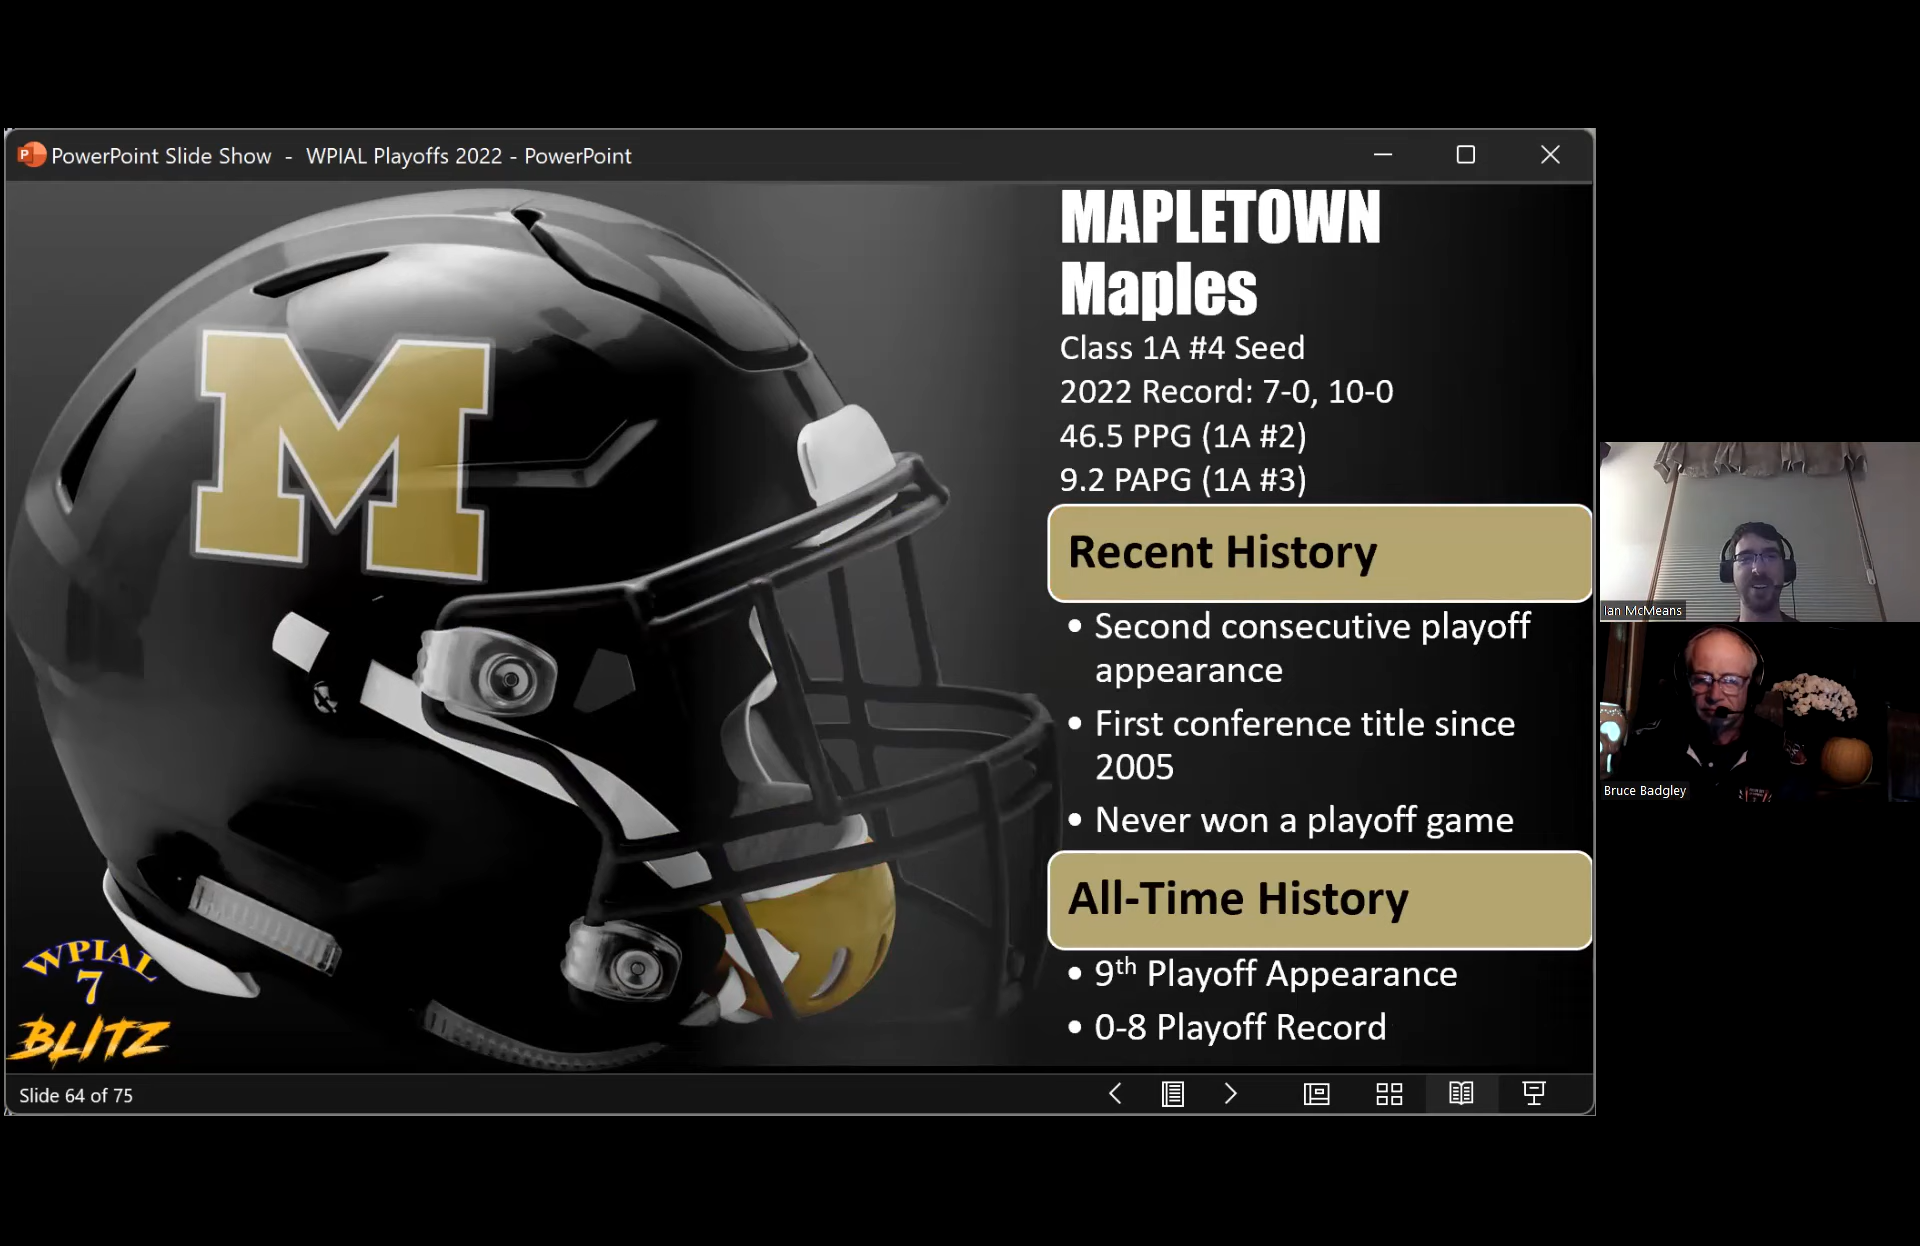 PowerPoint Slide Show - WPIAL Playoffs 2022 - PowerPoint
M
MAPLETOWN
Maples
Class 1A #4 Seed
2022 Record: 7-0, 10-0
46.5 PPG (1A #2)
9.2 PAPG (1A #3)
Recent History
• Second consecutive playoff
appearance
• First conference title since
2005
• Never won a playoff game
All-Time History
• 9th Playoff Appearance
• 0-8 Playoff Record
WPIAL
7
BLITZ
Slide 64 of 75
Ian McMeans
Bruce Badgley